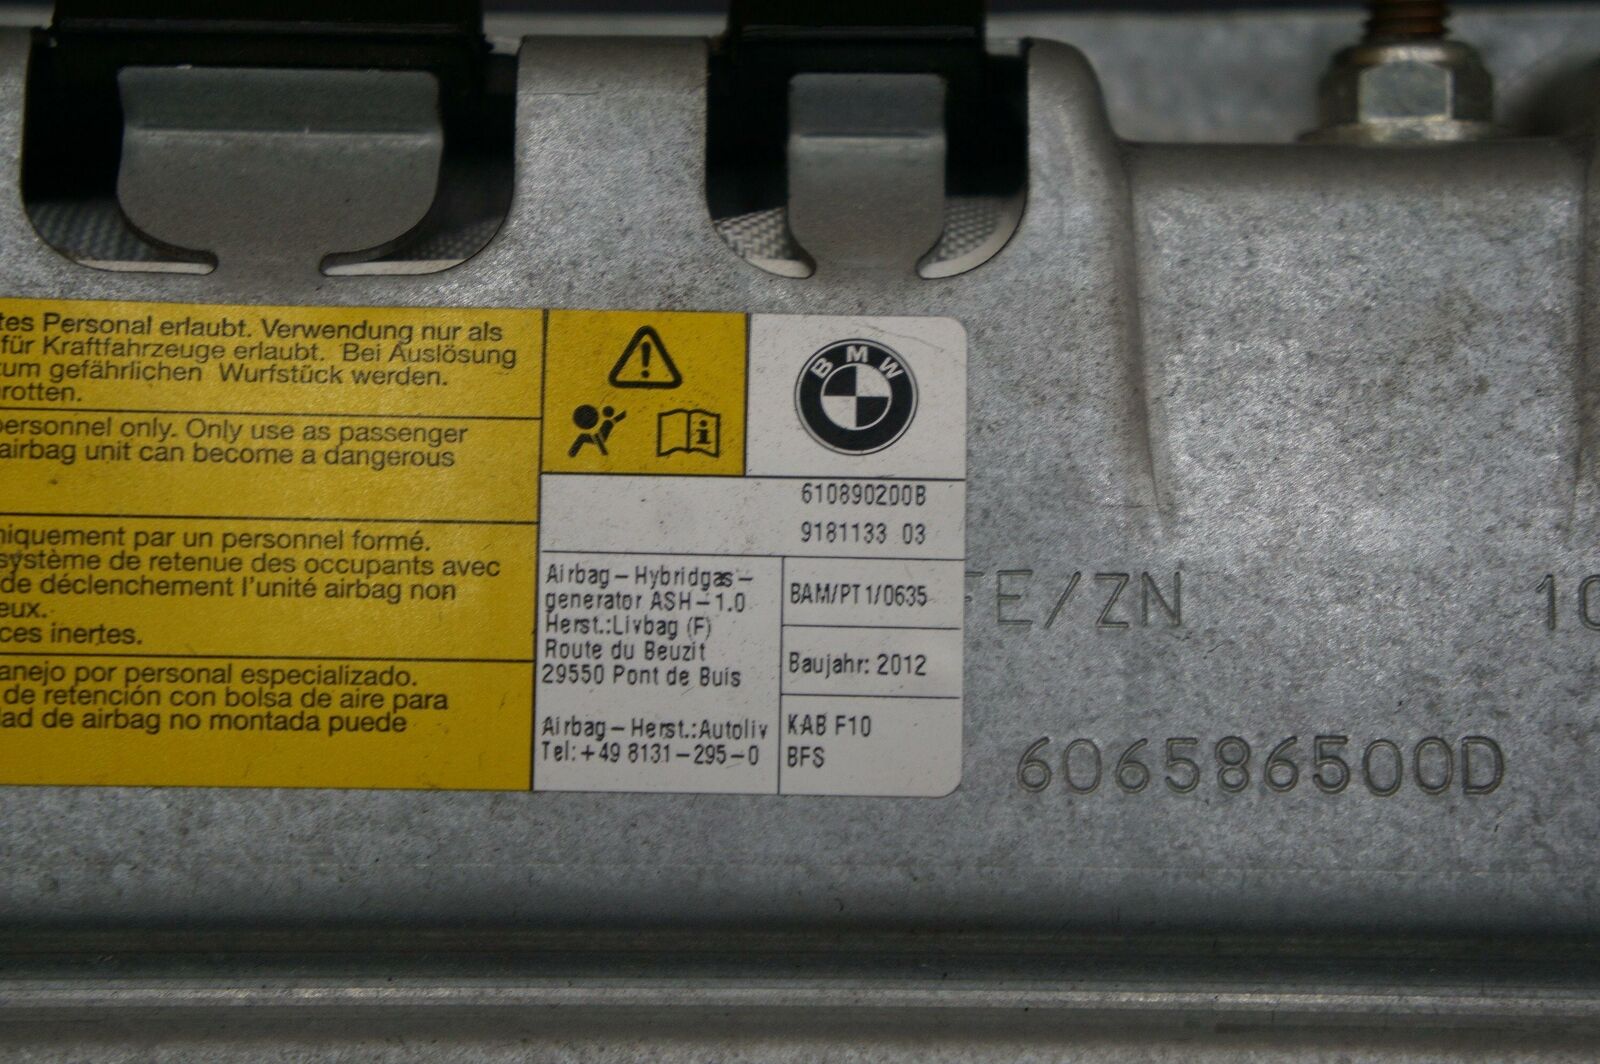 tes Personal erlaubt. Verwendung nur als
für Kraftfahrzeuge erlaubt. Bei Auslösung
zum gefährlichen Wurfstück werden.
rotten.
personnel only. Only use as passenger
airbag unit can become a dangerous
niquement par un personnel formé.
système de retenue des occupants avec
de déclenchement l'unité airbag non
eux.
ces inertes.
anejo por personal especializado.
de retención con bolsa de aire para
dad de airbag no montada puede
BMW
610890200B
9181133 03
Airbag-Hybridgas-
generator ASH-1.0
Herst.:Livbag (F)
Route du Beuzit
29550 Pont de Buis
Airbag-Herst.:Autoliv
Tel:+49 8131-295-0
BAM/PT1/0635
Baujahr: 2012
KAB F10
BFS
FE/ZN 10
606586500D